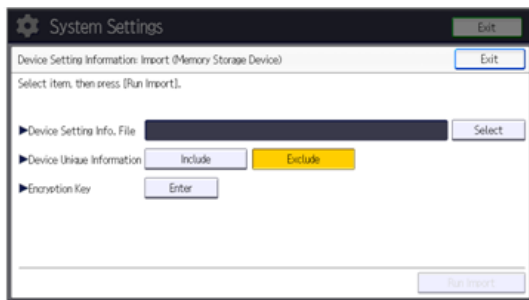 System Settings
Exit
Device Setting Information: Import (Memory Storage Device)
Exit
Select item, then press [Run Import].
►Device Setting Info. File
Select
►Device Unique Information
Include
Exclude
►Encryption Key
Enter
Run Import